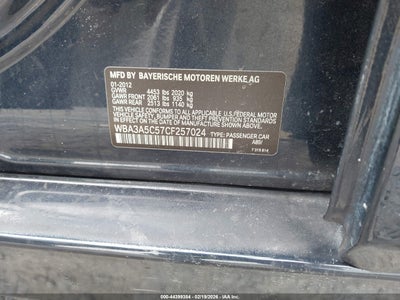 MFD BY BAYERISCHE MOTOREN WERKE AG
01-2012
GVWR 4453 lbs 2020 kg
GAWR FRONT 2061 lbs 935 kg
GAWR REAR 2513 lbs 1140 kg
THIS VEHICLE CONFORMS TO ALL APPLICABLE
U.S. FEDERAL MOTOR VEHICLE SAFETY,
BUMPER AND THEFT PREVENTION STANDARDS
IN EFFECT ON THE DATE OF
MANUFACTURE SHOWN ABOVE.
WBA3A5C57CF257024 TYPE: PASSENGER CAR
000-44399384 - 02/19/2026 - IAAI COPYRIGHT